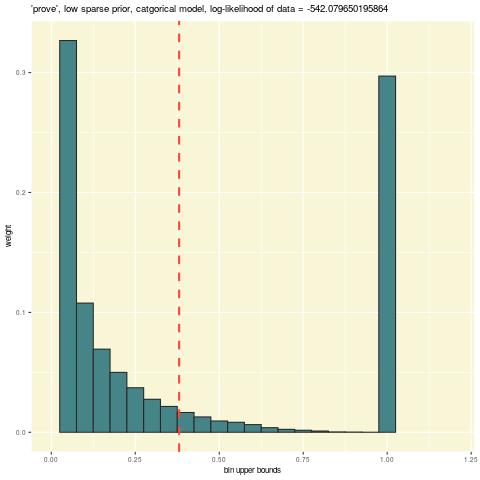 'prove', low sparse prior, catgorical model, log-likelihood of data = -542.079650195864
0.3
0.2
0.1
0.0
weight
0.00 0.25 0.50 0.75 1.00 1.25
bin upper bounds